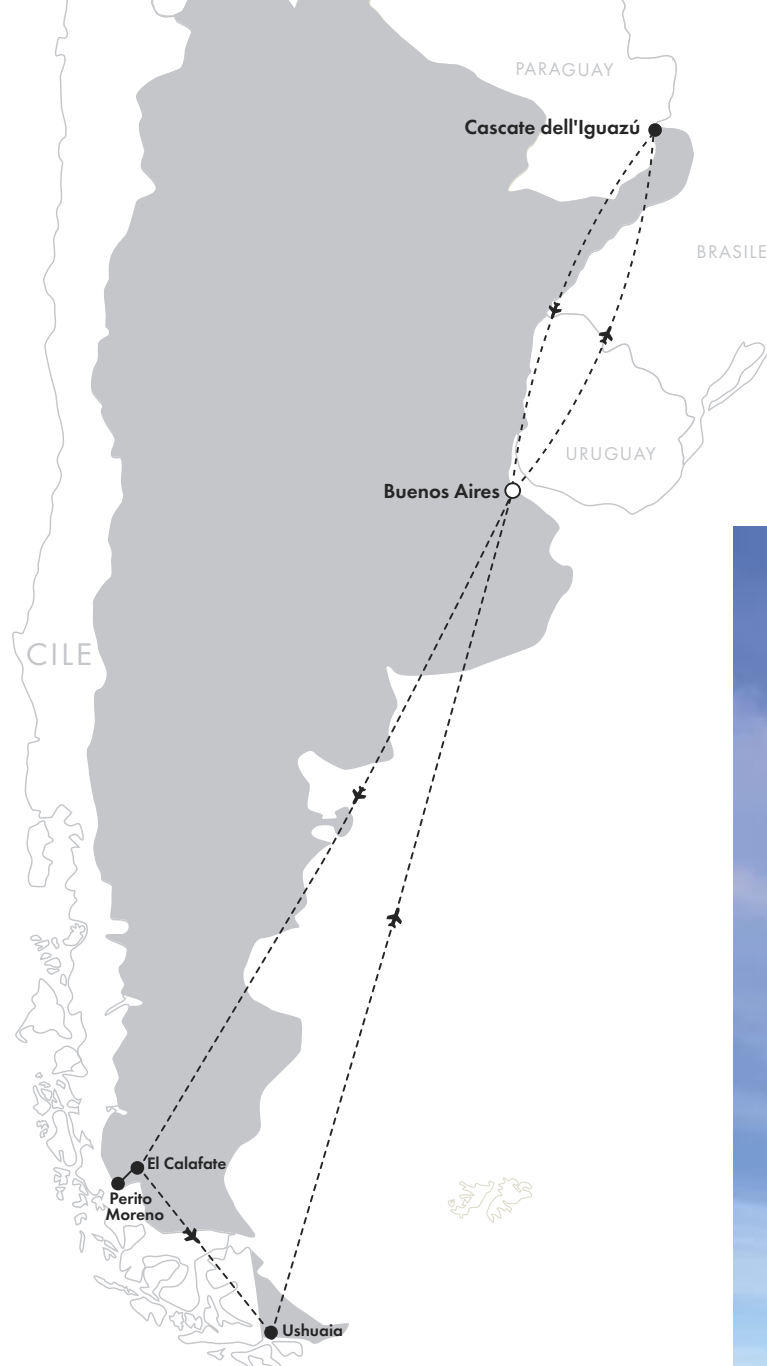 PARAGUAY
Cascate dell'Iguazú
BRASILE
URUGUAY
Buenos Aires
CILE
El Calafate
Perito
Moreno
Ushuaia